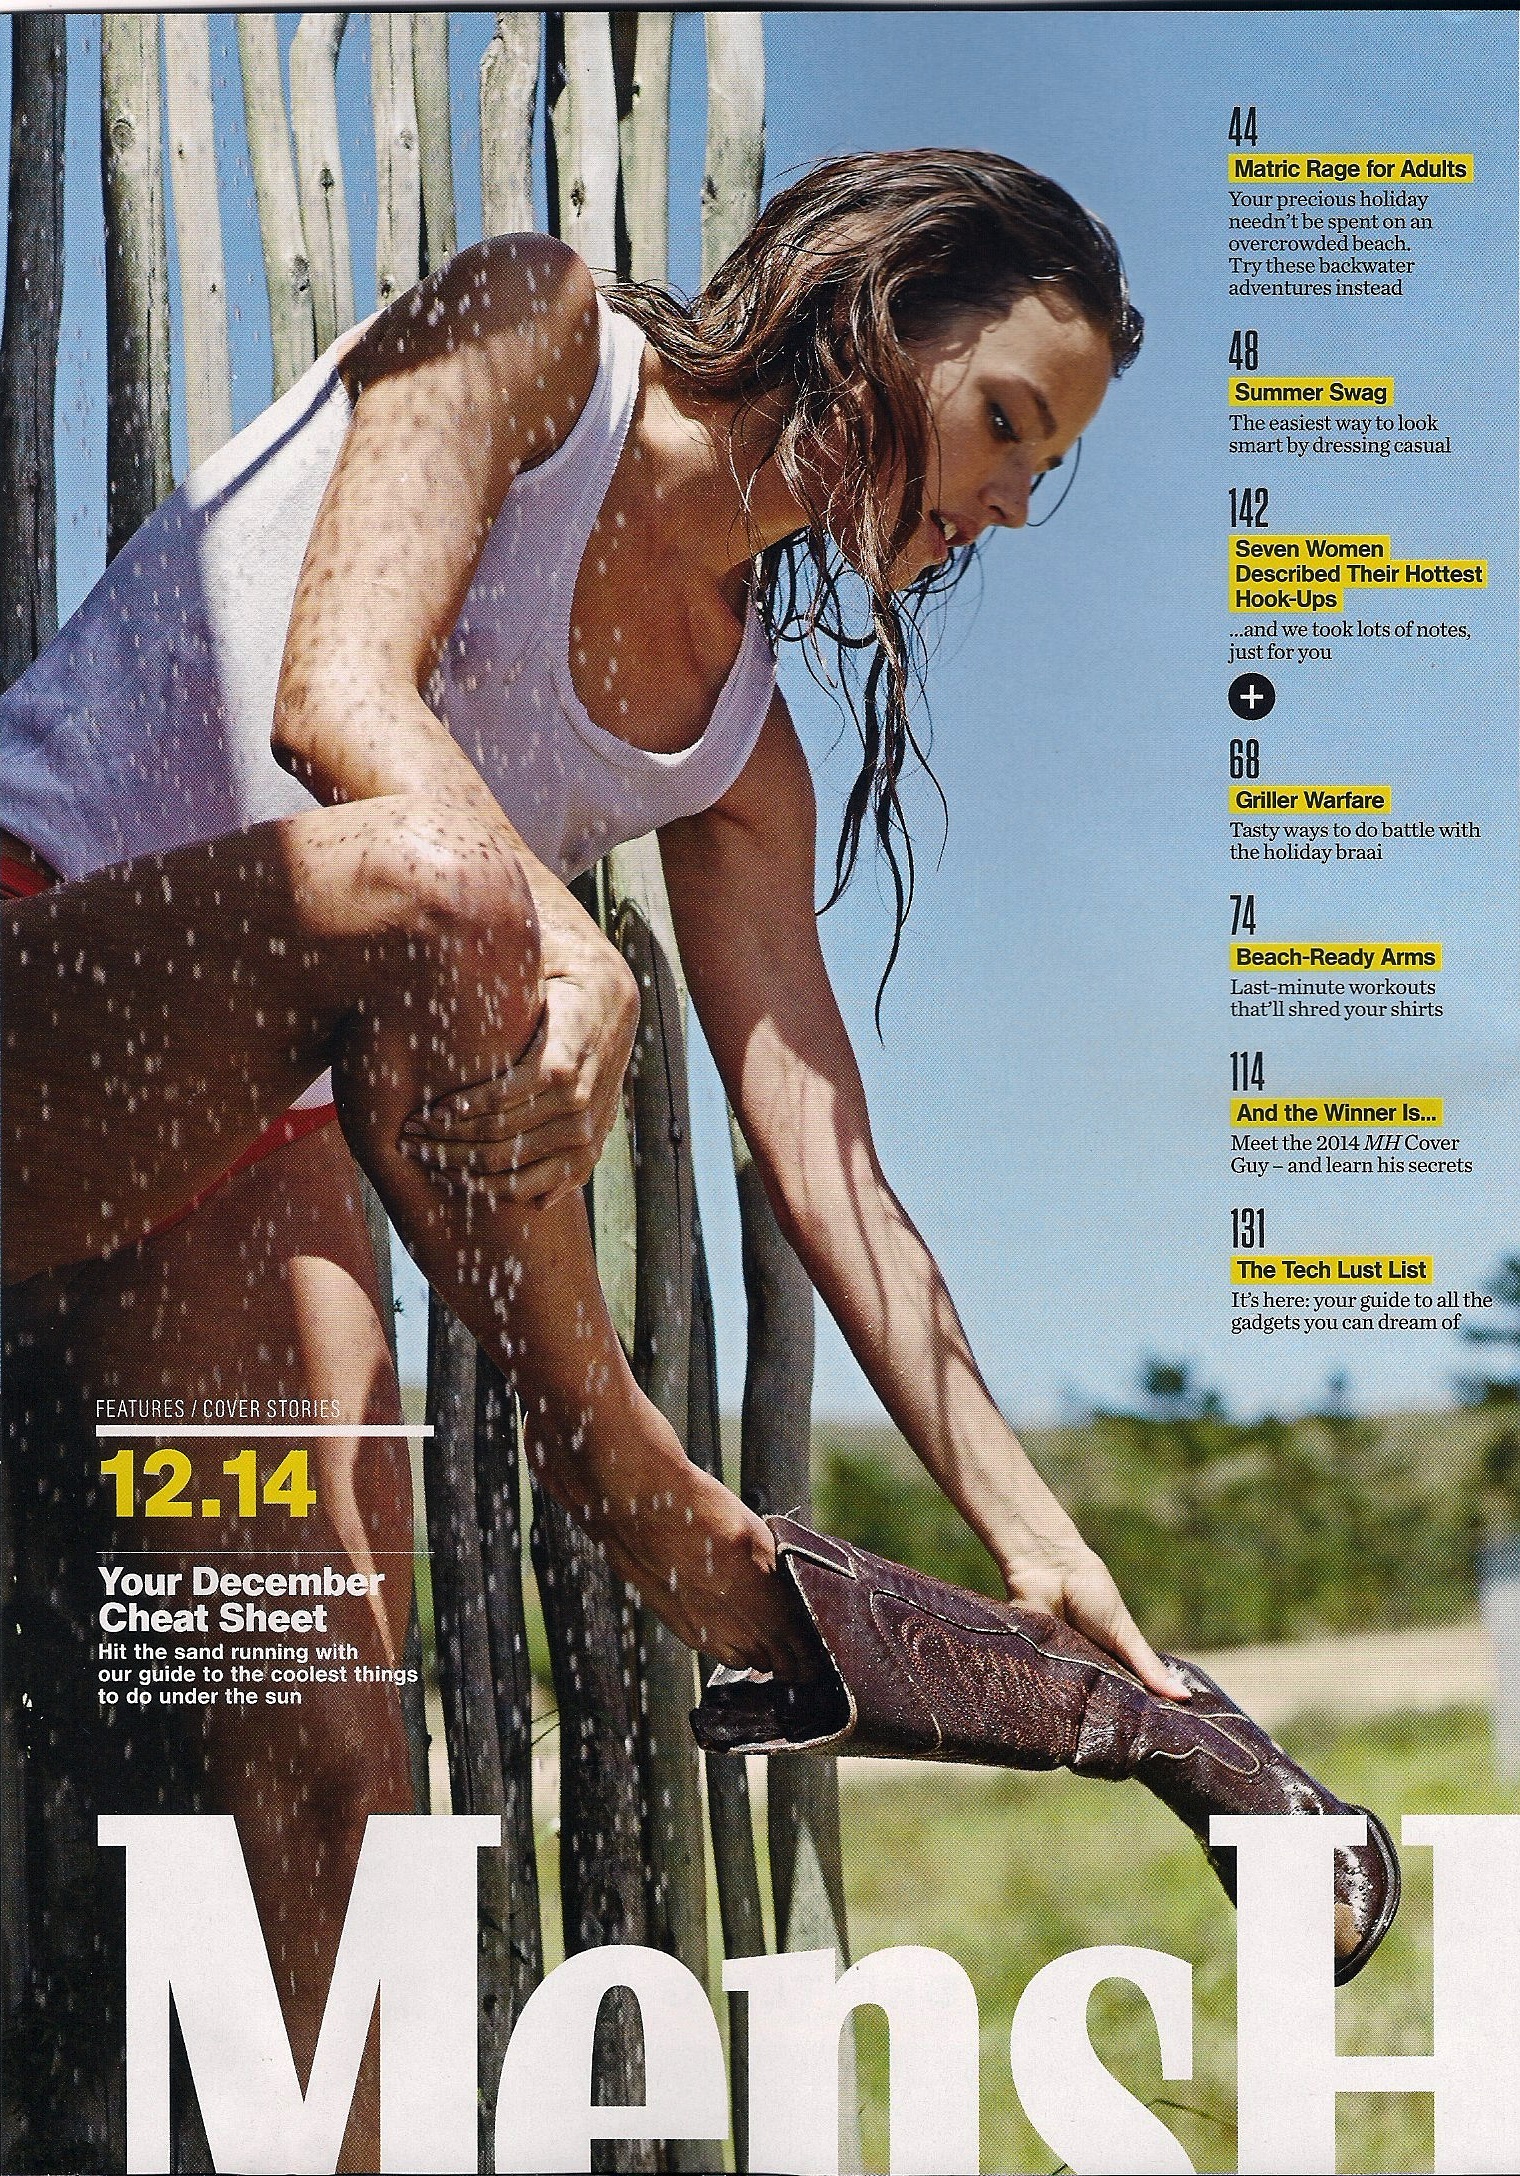 44
Matric Rage for Adults
Your precious holiday
needn't be spent on an
overcrowded beach.
Try these backwater
adventures instead
48
Summer Swag
The easiest way to look
smart by dressing casual
142
Seven Women
Described Their Hottest
Hook-Ups
...and we took lots of notes,
just for you
+
68
Griller Warfare
Tasty ways to do battle with
the holiday braai
74
Beach-Ready Arms
Last-minute workouts
that'll shred your shirts
114
And the Winner Is...
Meet the 2014 MH Cover
Guy – and learn his secrets
131
The Tech Lust List
It's here: your guide to all the
gadgets you can dream of
FEATURES / COVER STORIES
12.14
Your December
Cheat Sheet
Hit the sand running with
our guide to the coolest things
to do under the sun
MensH